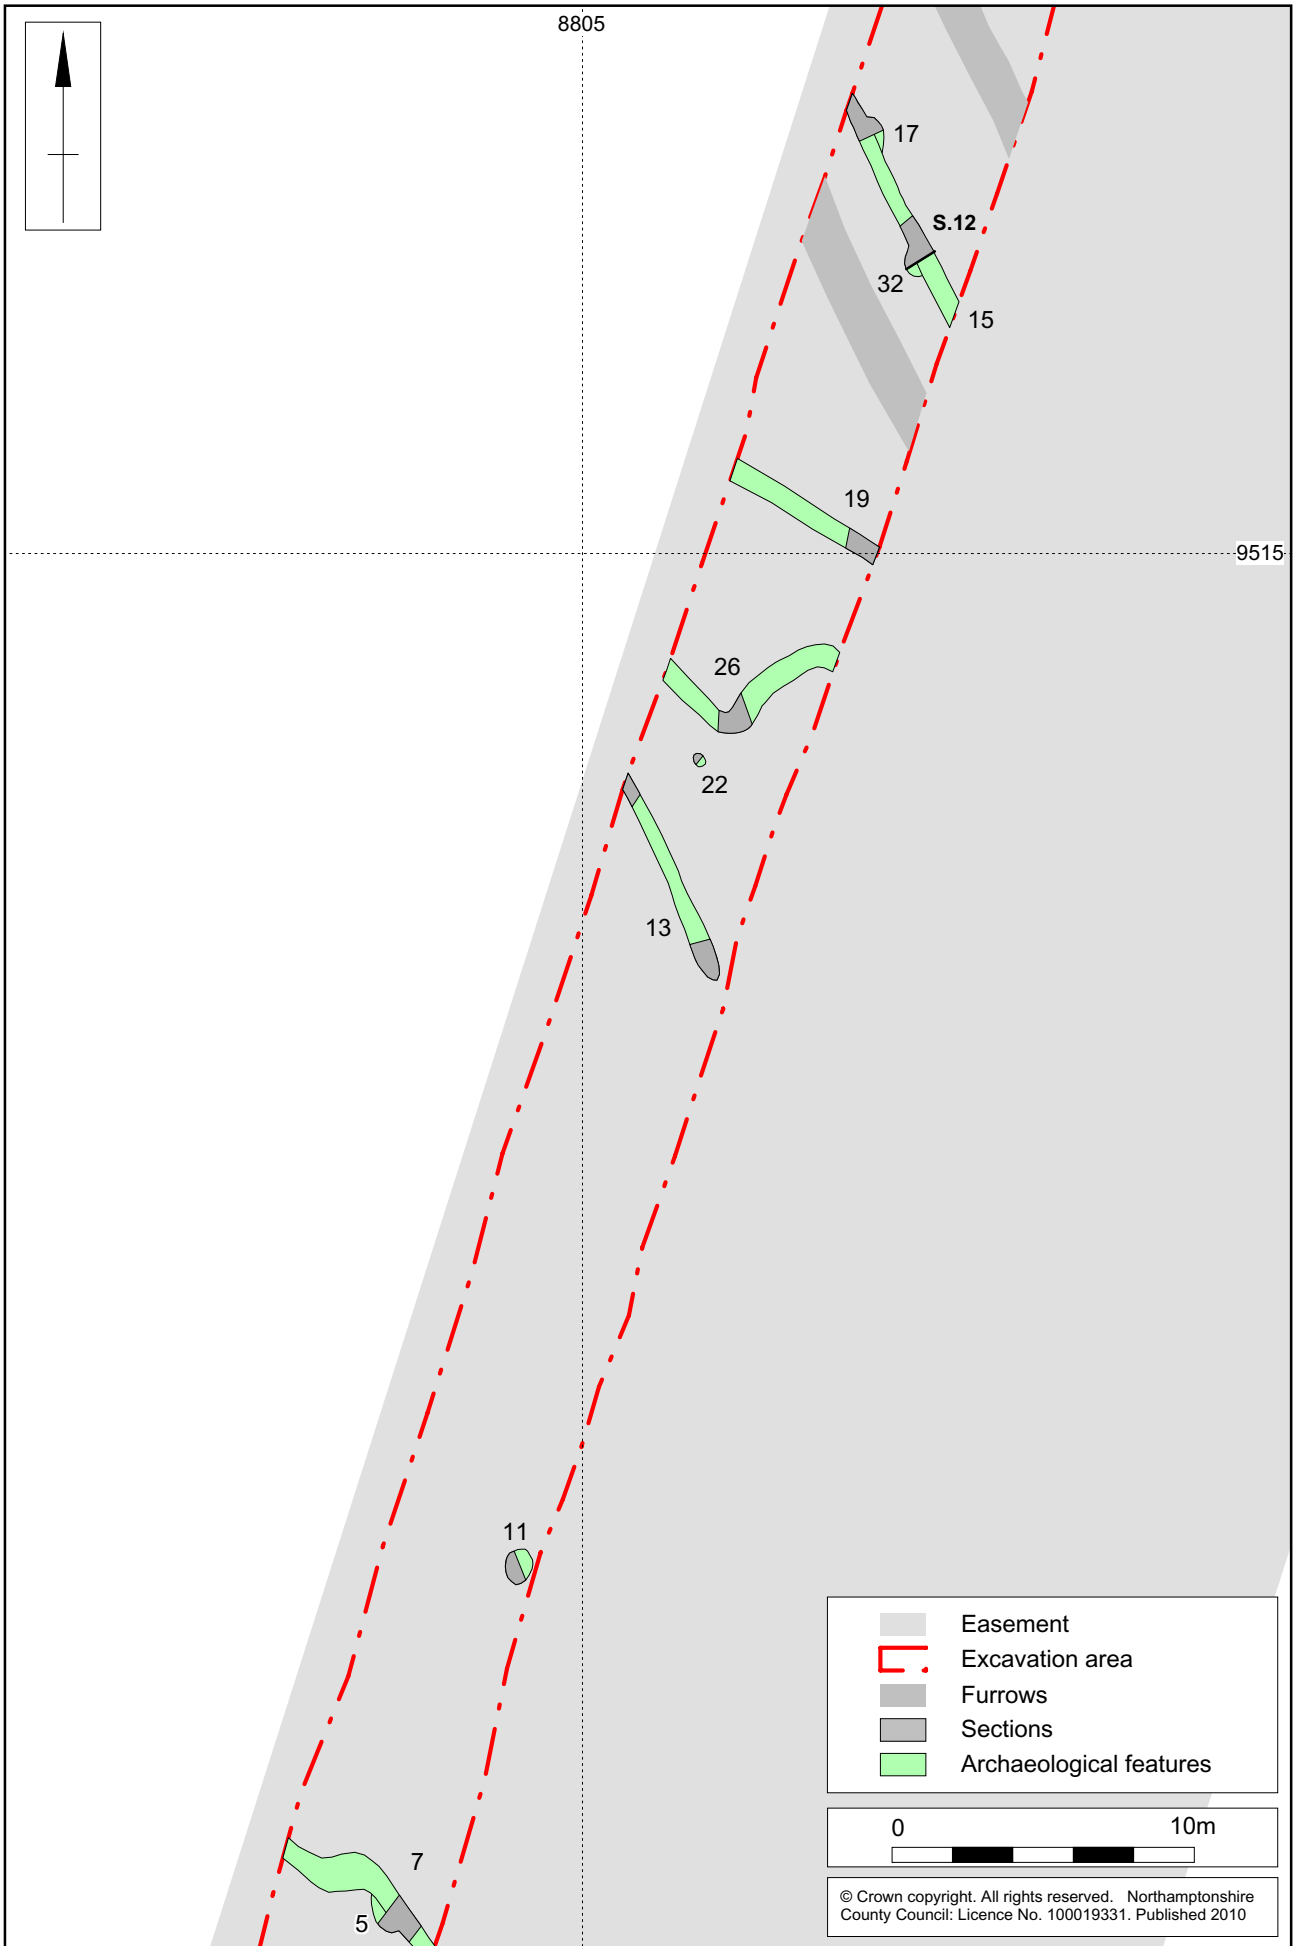 8805
17
S.12
32
15
19
9515
26
22
13
11
Easement
Excavation area
Furrows
Sections
Archaeological features
0 10m
7
5
© Crown copyright. All rights reserved. Northamptonshire
County Council: Licence No. 100019331. Published 2010